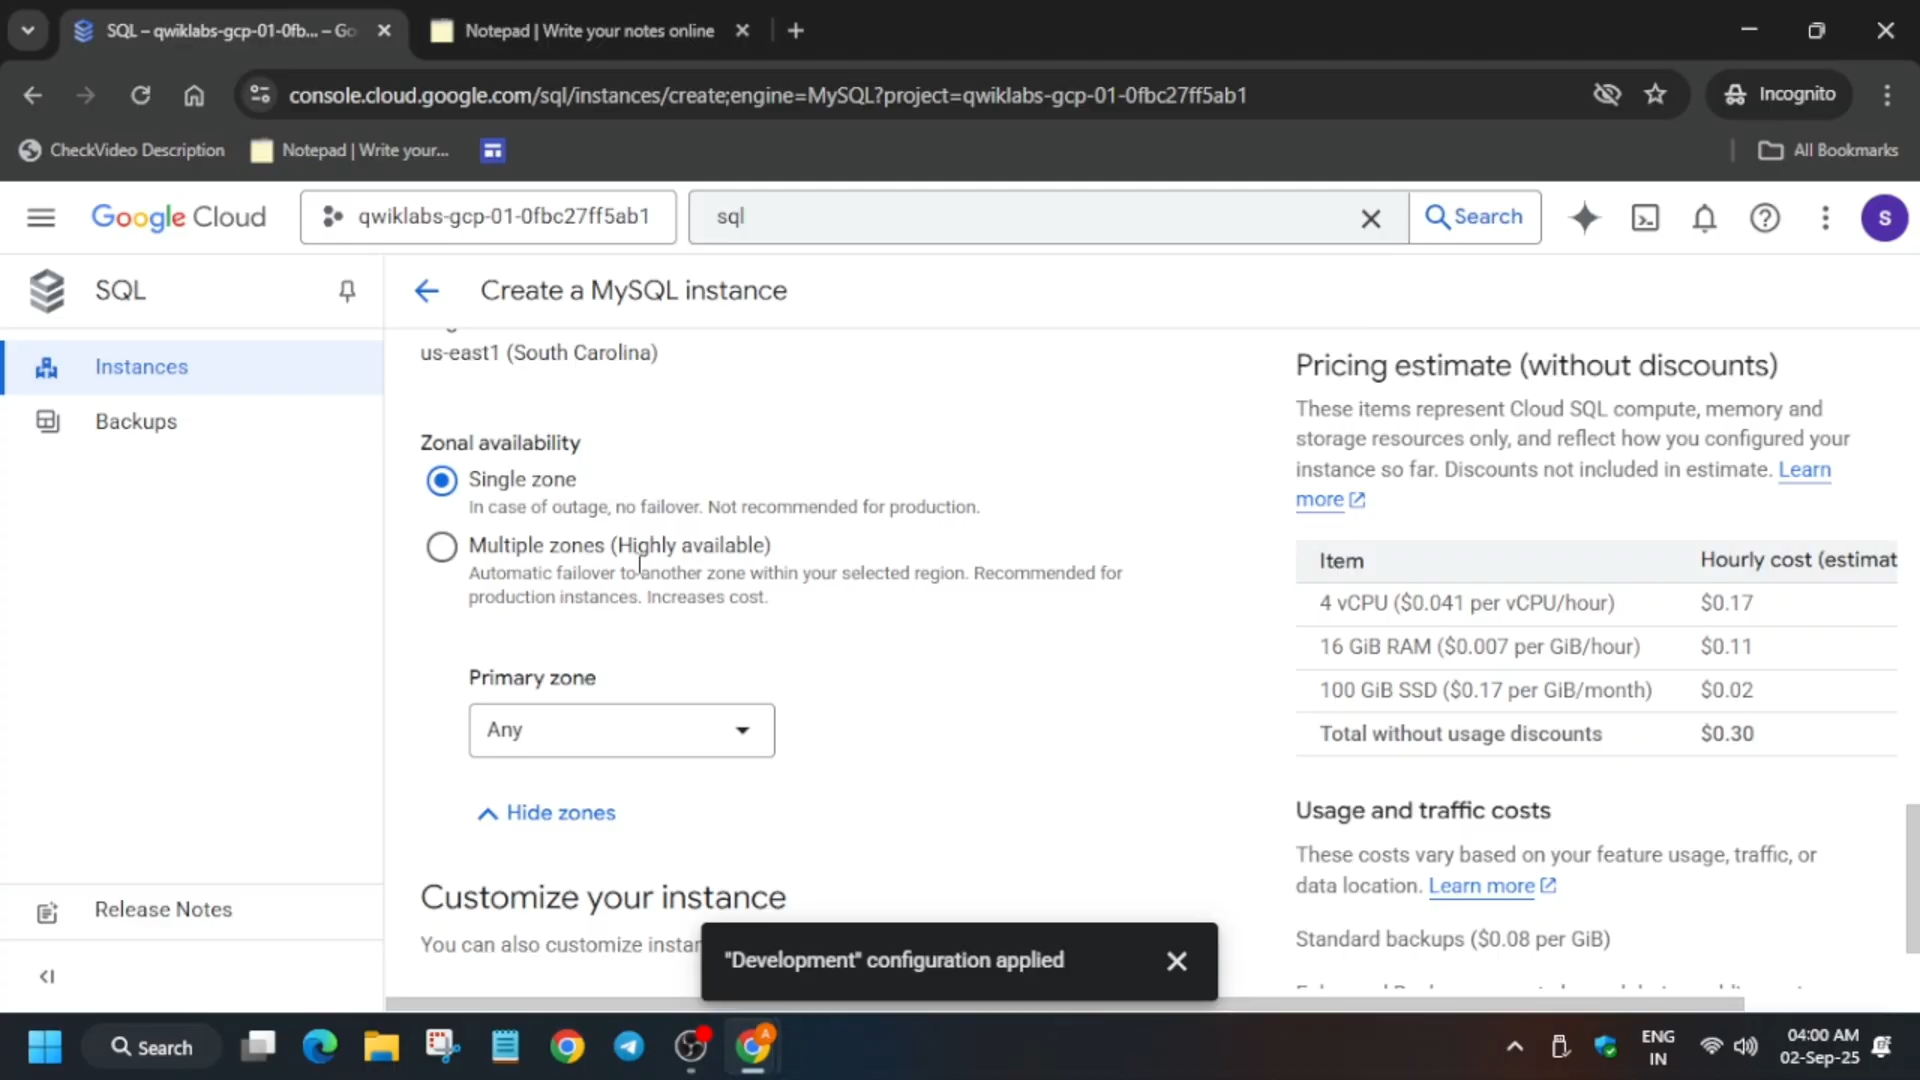 SQL – qwiklabs-gcp-01-0fb... – Go
Notepad | Write your notes online
console.cloud.google.com/sql/instances/create;engine=MySQL?project=qwiklabs-gcp-01-0fbc27ff5ab1
Incognito
CheckVideo Description
Notepad | Write your...
All Bookmarks
Google Cloud
qwiklabs-gcp-01-0fbc27ff5ab1
sql
Search
S
SQL
Create a MySQL instance
Instances
Backups
Release Notes
us-east1 (South Carolina)
Zonal availability
Single zone
In case of outage, no failover. Not recommended for production.
Multiple zones (Highly available)
Automatic failover to another zone within your selected region. Recommended for
production instances. Increases cost.
Primary zone
Any
Hide zones
Customize your instance
You can also customize instan
"Development" configuration applied
Pricing estimate (without discounts)
These items represent Cloud SQL compute, memory and
storage resources only, and reflect how you configured your
instance so far. Discounts not included in estimate. Learn
more
Item Hourly cost (estimat
4 vCPU ($0.041 per vCPU/hour) $0.17
16 GiB RAM ($0.007 per GiB/hour) $0.11
100 GiB SSD ($0.17 per GiB/month) $0.02
Total without usage discounts $0.30
Usage and traffic costs
These costs vary based on your feature usage, traffic, or
data location. Learn more
Standard backups ($0.08 per GiB)
Search
ENG
IN
04:00 AM
02-Sep-25